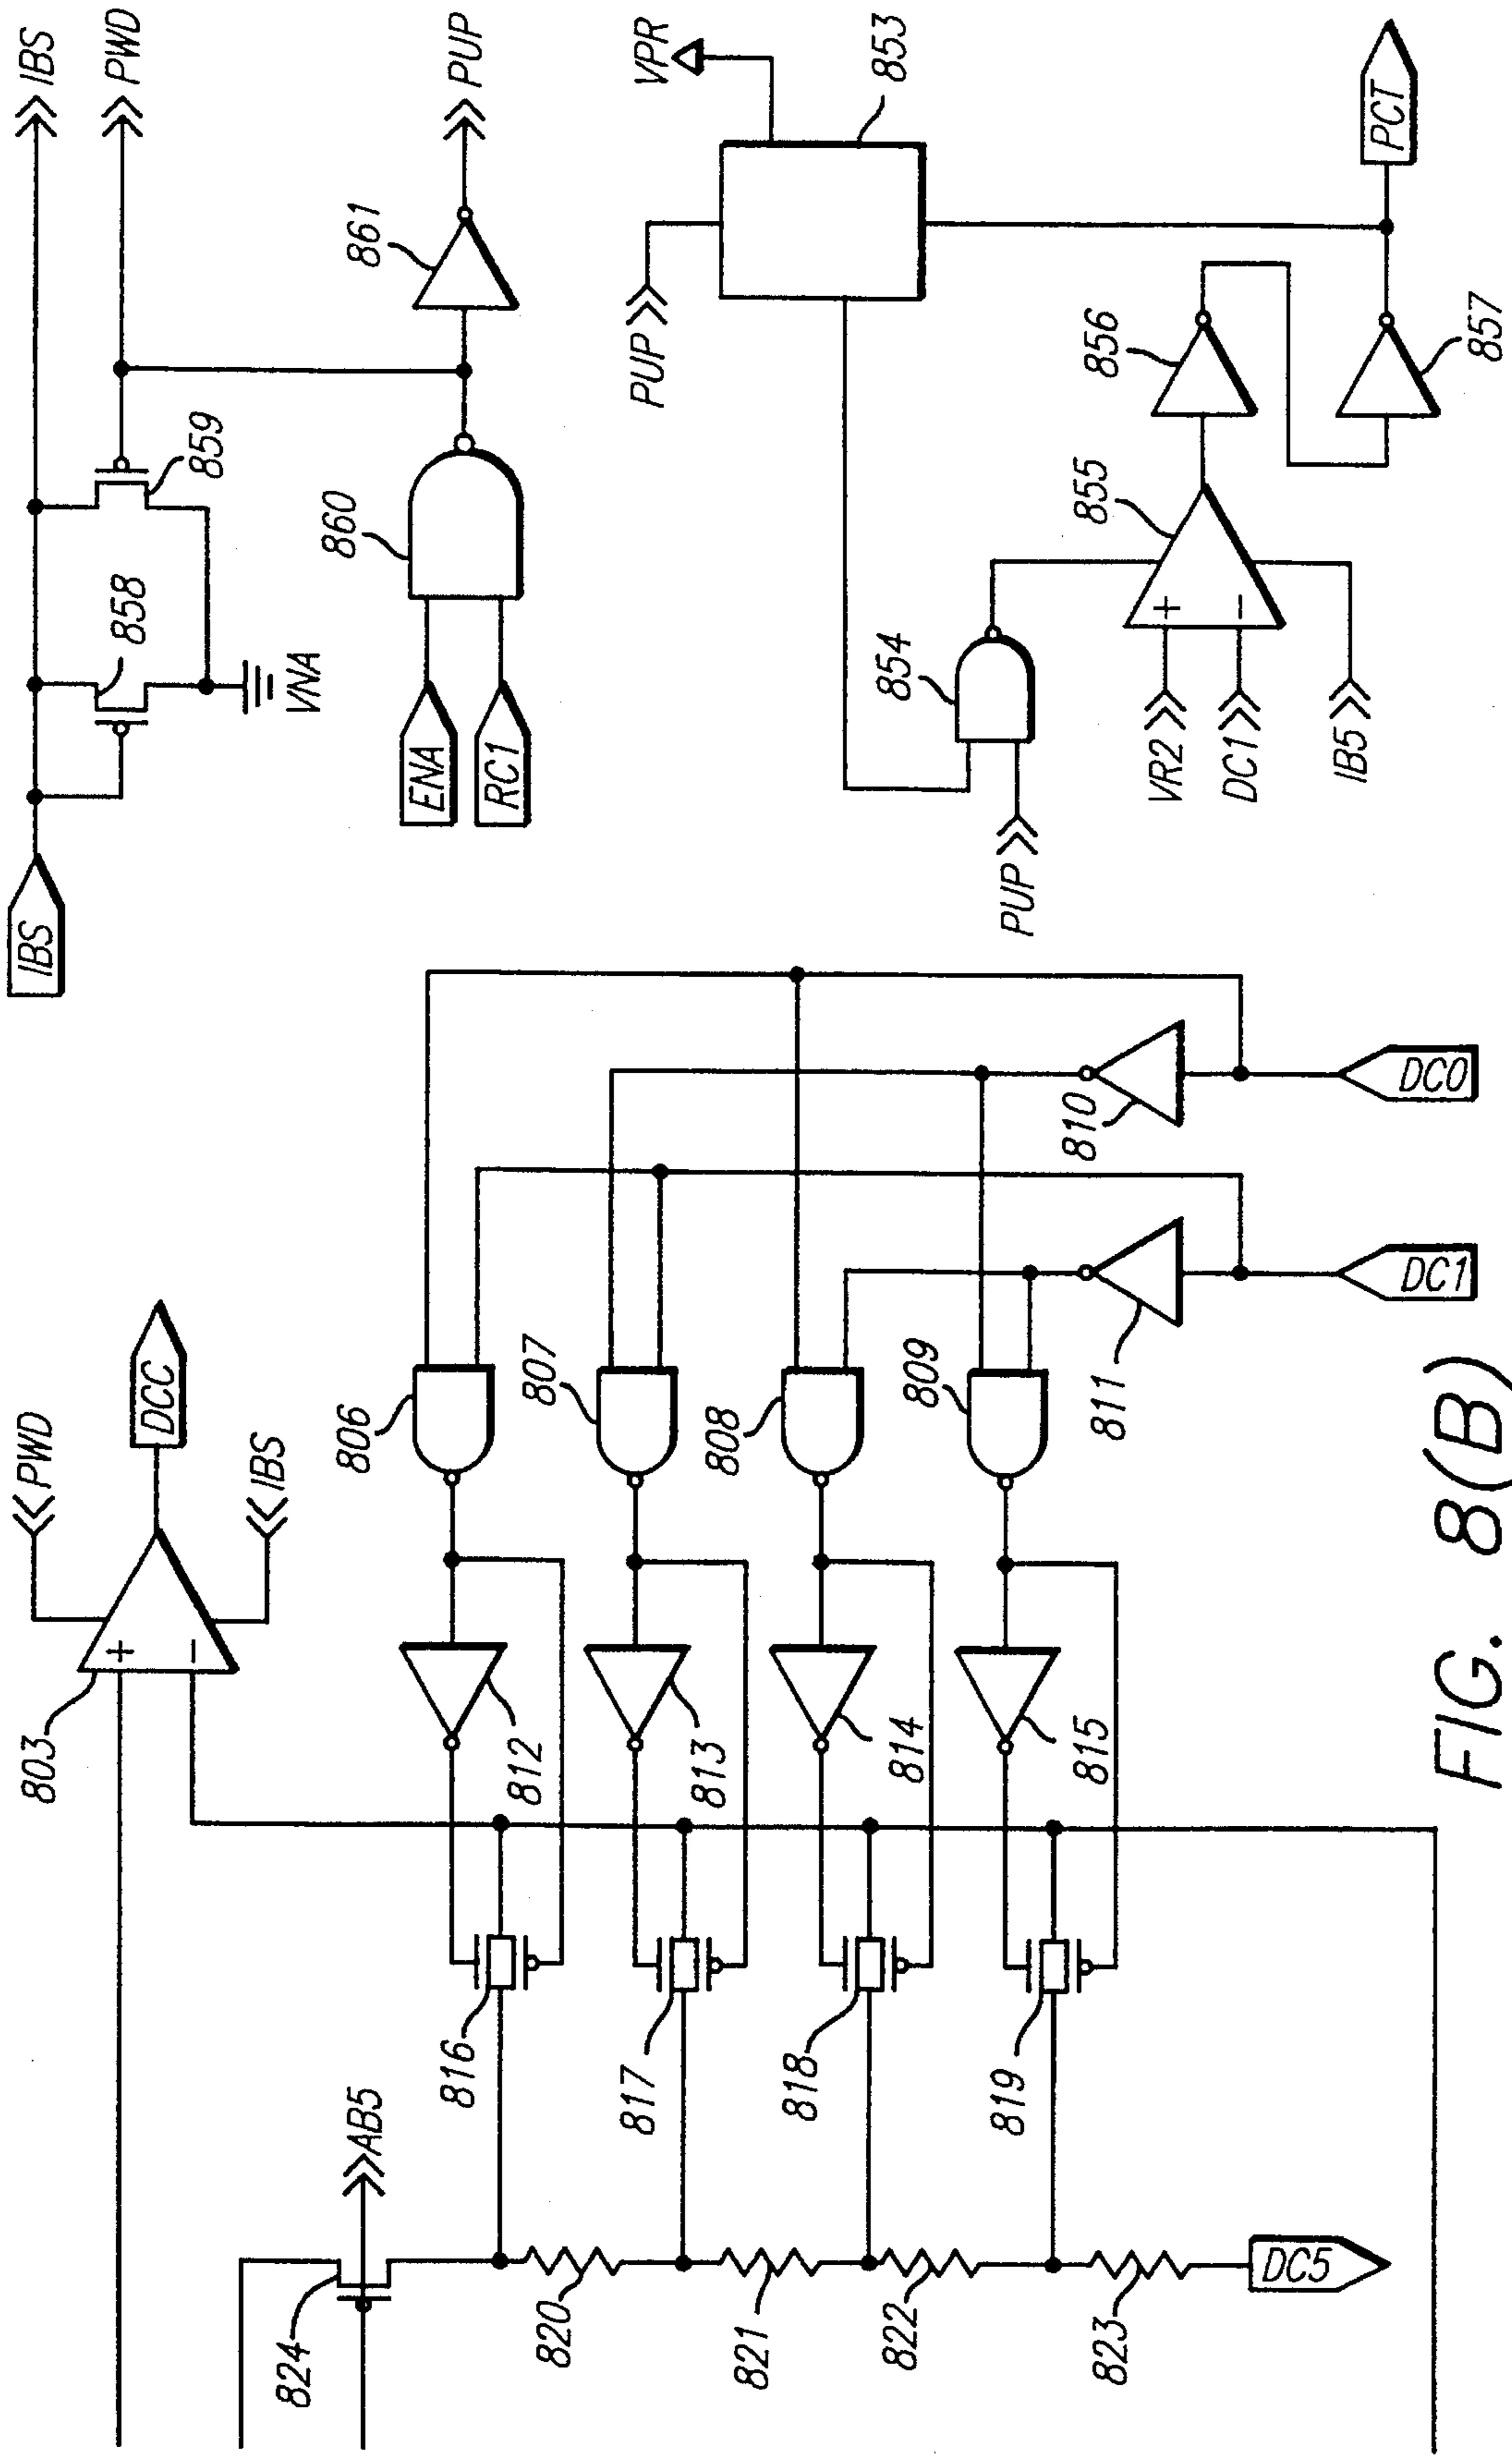 IBS
IBS
PWD
858
859
VNA
860
861
ENA
RC1
PUP
PUP
VPR
853
854
PUP
855
856
857
+
−
VR2
DC1
IB5
PCT
803
PWD
+
−
DCC
IBS
806
807
808
809
810
811
DC0
DC1
812
813
814
815
816
817
818
819
824
AB5
820
821
822
823
DC5
FIG. 8(B)